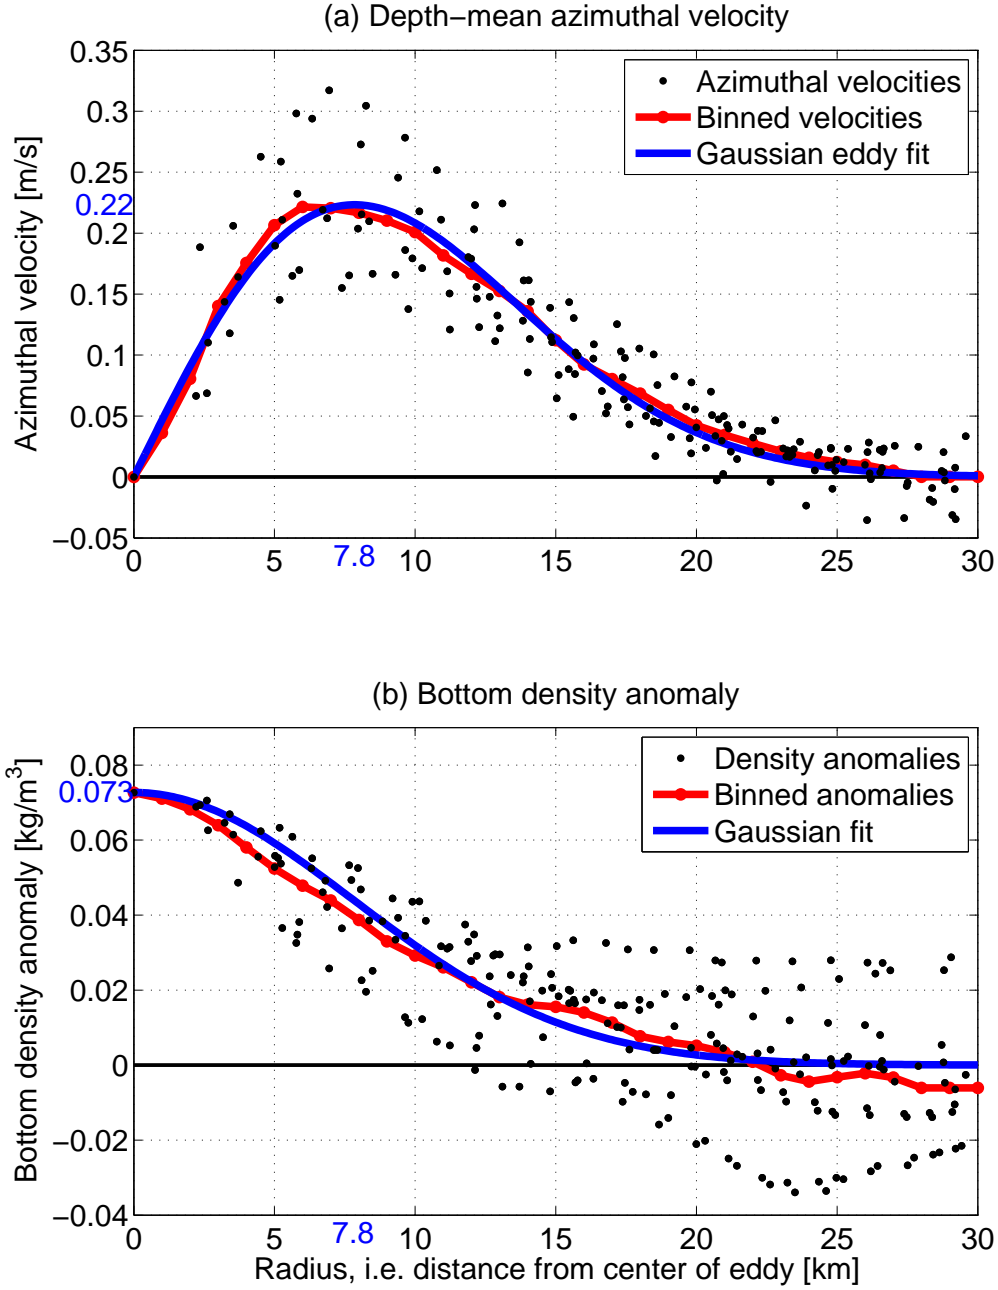 (a) Depth−mean azimuthal velocity
0.35
0.3
0.25
0.22
0.2
0.15
0.1
0.05
0
−0.05
Azimuthal velocity [m/s]
Azimuthal velocities
Binned velocities
Gaussian eddy fit
0 5 7.8 10 15 20 25 30
(b) Bottom density anomaly
0.08
0.073
0.06
0.04
0.02
0
−0.02
−0.04
Bottom density anomaly [kg/m³]
Density anomalies
Binned anomalies
Gaussian fit
0 5 7.8 10 15 20 25 30
Radius, i.e. distance from center of eddy [km]